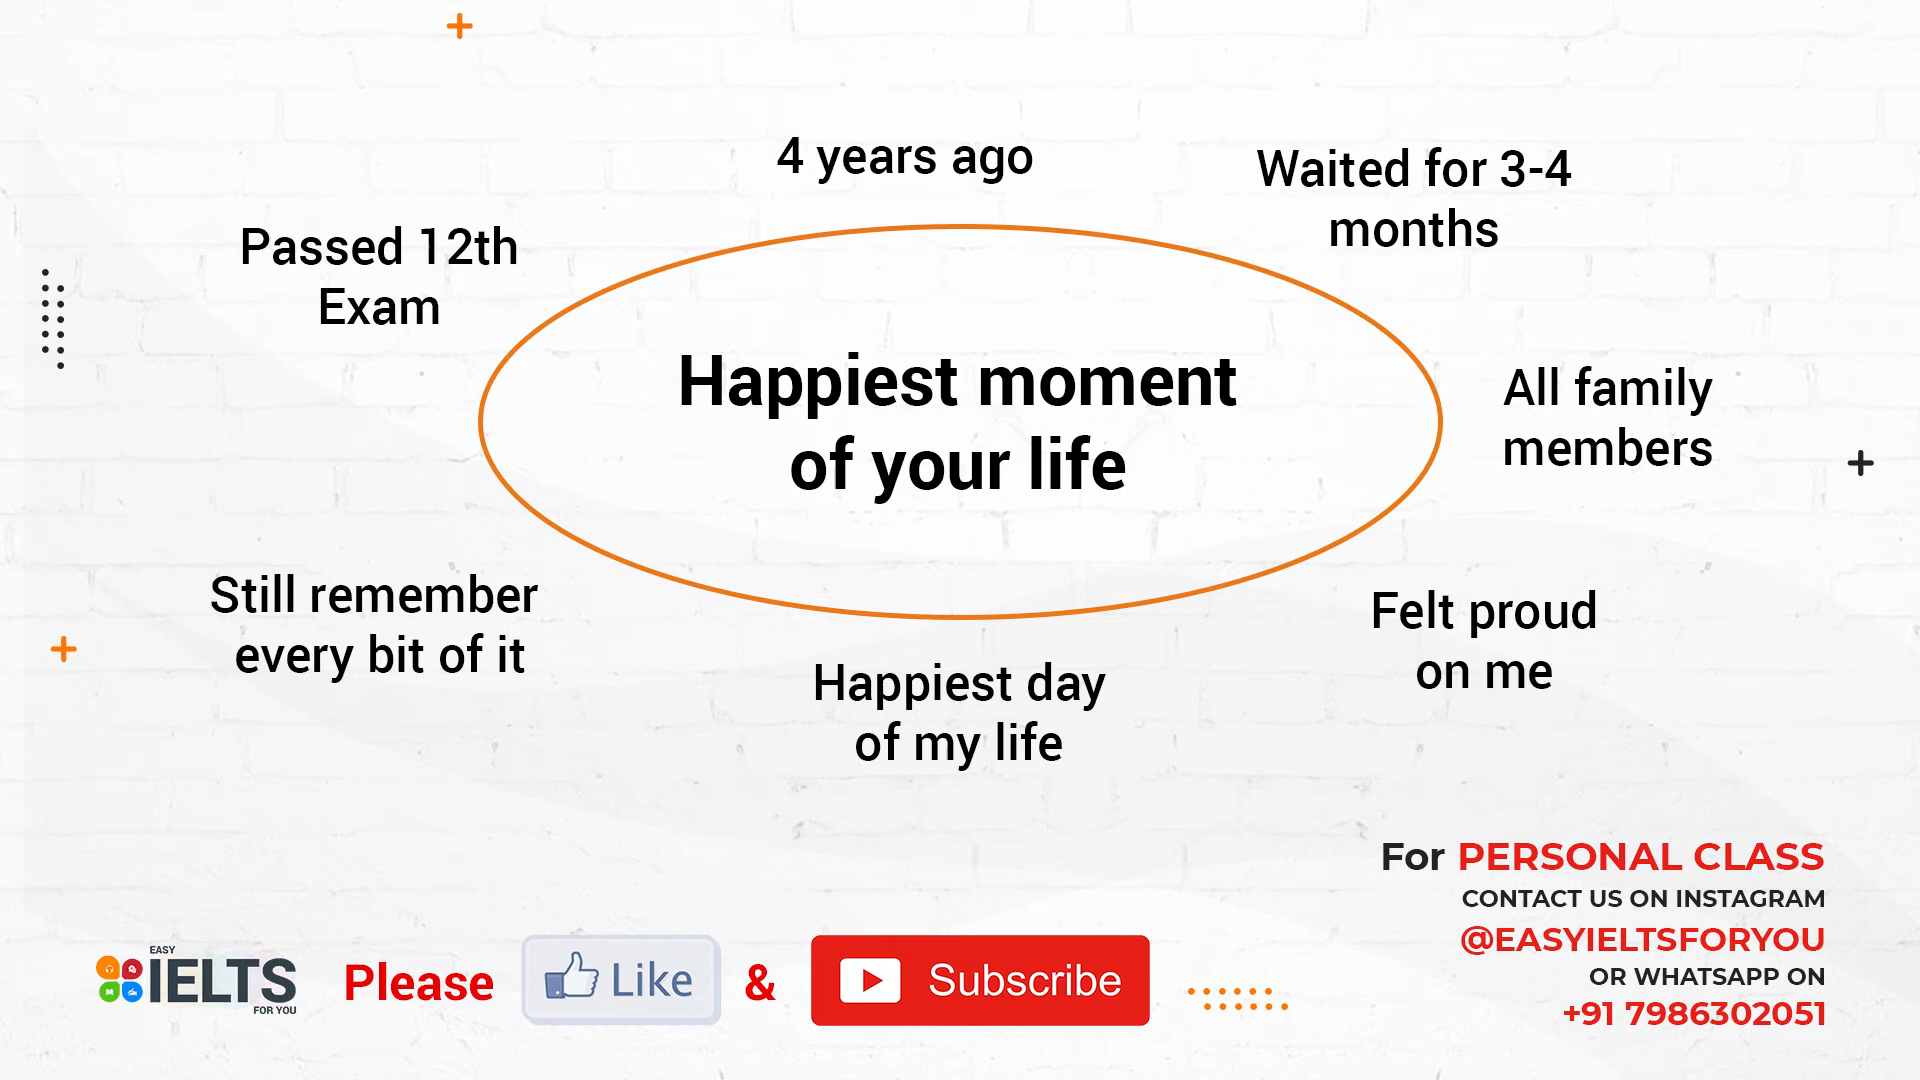 4 years ago
Waited for 3-4
months
Passed 12th
Exam
Happiest moment
of your life
All family
members
Still remember
every bit of it
Felt proud
on me
Happiest day
of my life
For PERSONAL CLASS
CONTACT US ON INSTAGRAM
@EASYIELTSFORYOU
OR WHATSAPP ON
+91 7986302051
EASY
IELTS
FOR YOU
Please Like & Subscribe